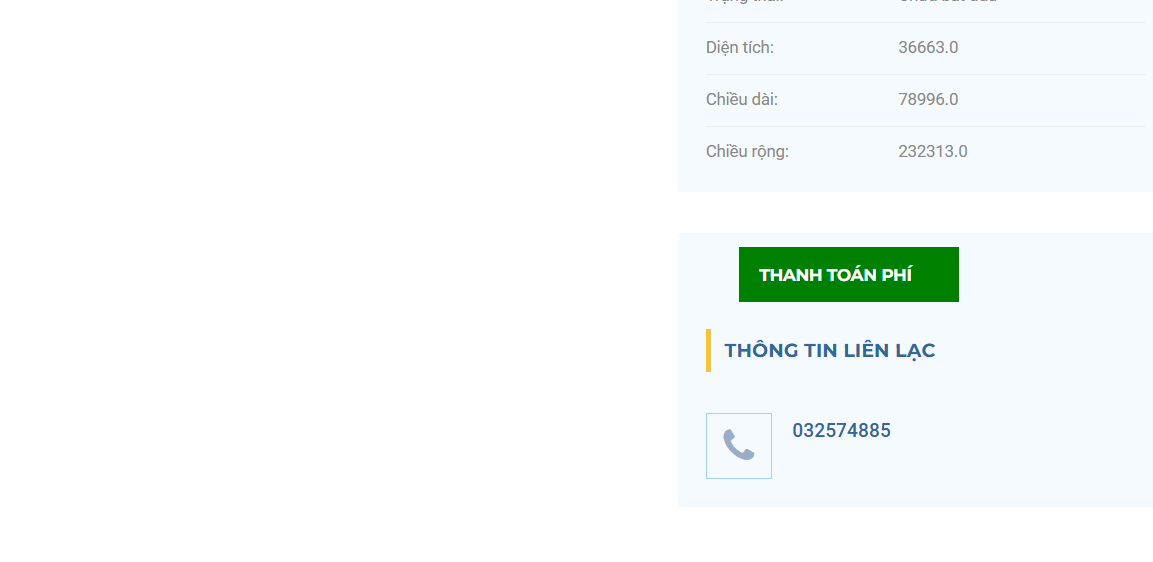 Diện tích: 36663.0
Chiều dài: 78996.0
Chiều rộng: 232313.0
THANH TOÁN PHÍ
THÔNG TIN LIÊN LẠC
032574885